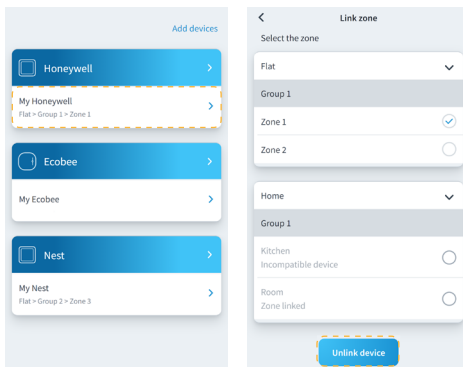 Add devices
Honeywell
My Honeywell
Flat > Group 1 > Zone 1
Ecobee
My Ecobee
Nest
My Nest
Flat > Group 2 > Zone 3
Link zone
Select the zone
Flat
Group 1
Zone 1
Zone 2
Home
Group 1
Kitchen
Incompatible device
Room
Zone linked
Unlink device